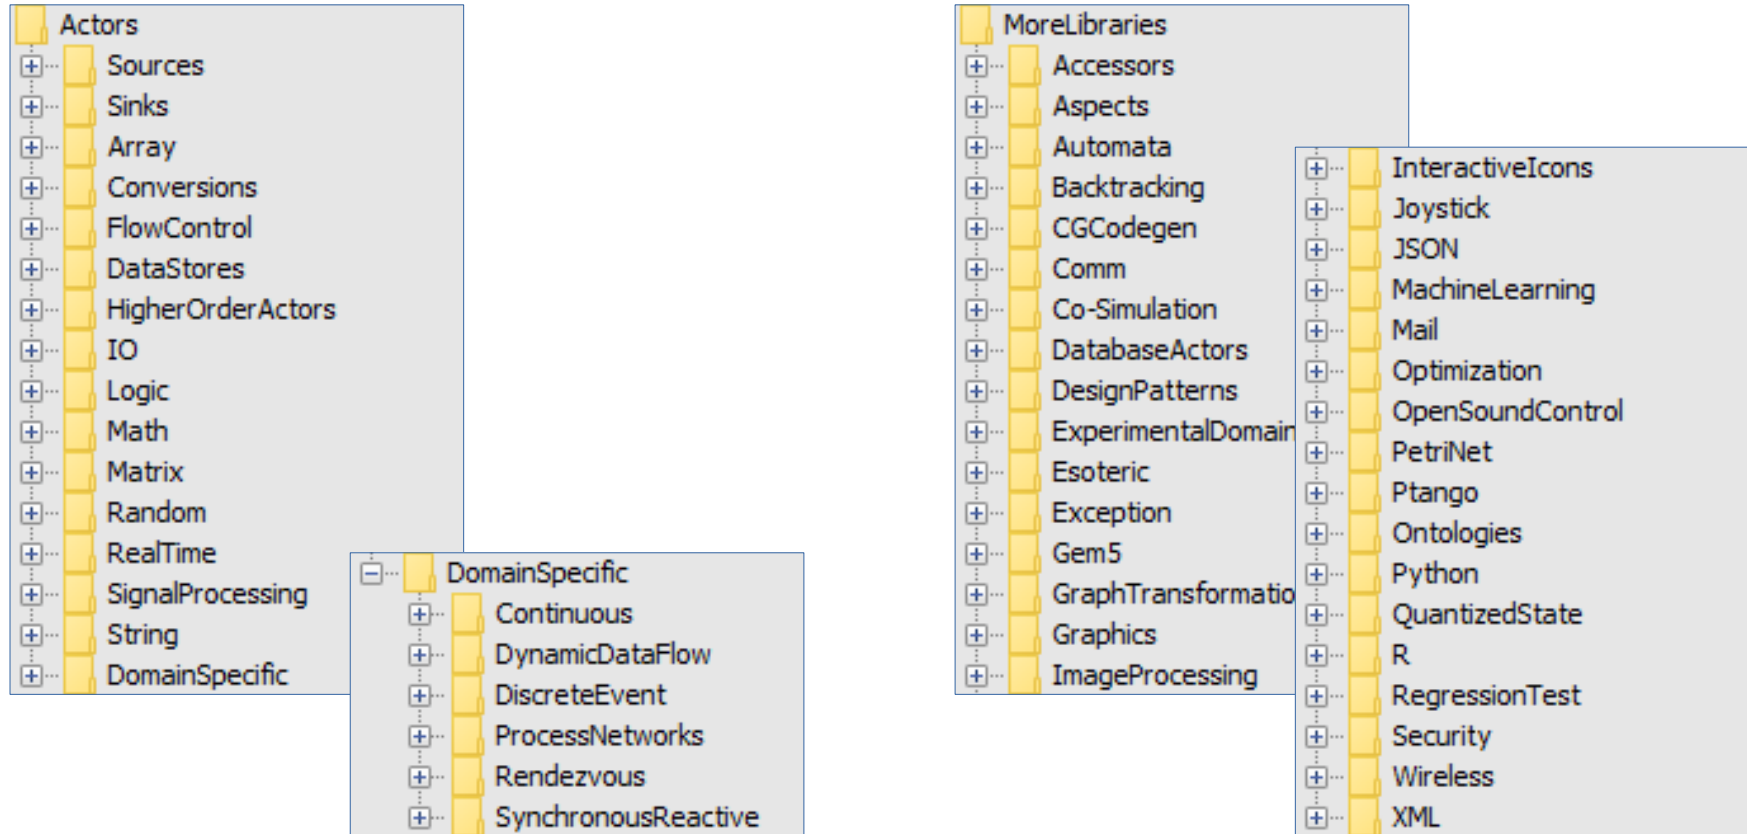 Actors
Sources
Sinks
Array
Conversions
FlowControl
DataStores
HigherOrderActors
IO
Logic
Math
Matrix
Random
RealTime
SignalProcessing
String
DomainSpecific
DomainSpecific
Continuous
DynamicDataFlow
DiscreteEvent
ProcessNetworks
Rendezvous
SynchronousReactive
MoreLibraries
Accessors
Aspects
Automata
Backtracking
CGCodegen
Comm
Co-Simulation
DatabaseActors
DesignPatterns
ExperimentalDomain
Esoteric
Exception
Gem5
GraphTransformatio
Graphics
ImageProcessing
InteractiveIcons
Joystick
JSON
MachineLearning
Mail
Optimization
OpenSoundControl
PetriNet
Ptango
Ontologies
Python
QuantizedState
R
RegressionTest
Security
Wireless
XML